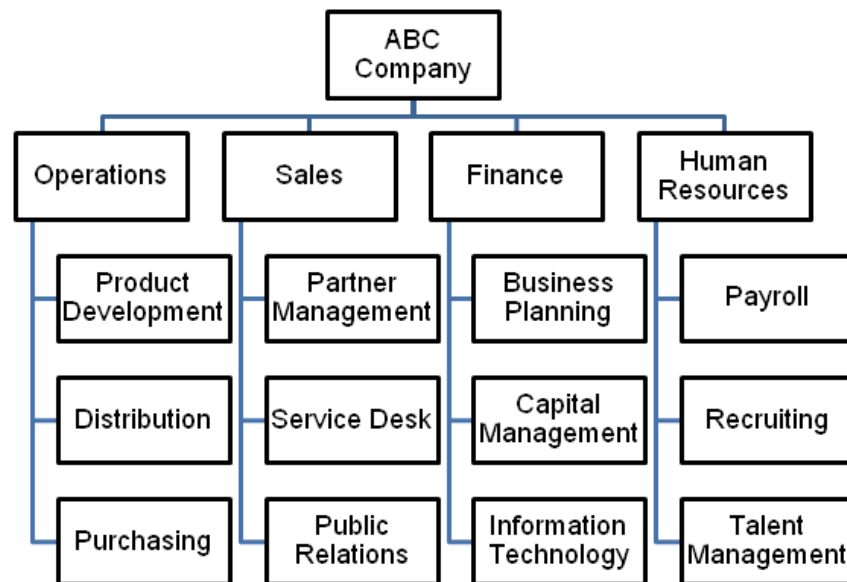 ABC
Company
Operations
Sales
Finance
Human
Resources
Product
Development
Partner
Management
Business
Planning
Payroll
Distribution
Service Desk
Capital
Management
Recruiting
Purchasing
Public
Relations
Information
Technology
Talent
Management